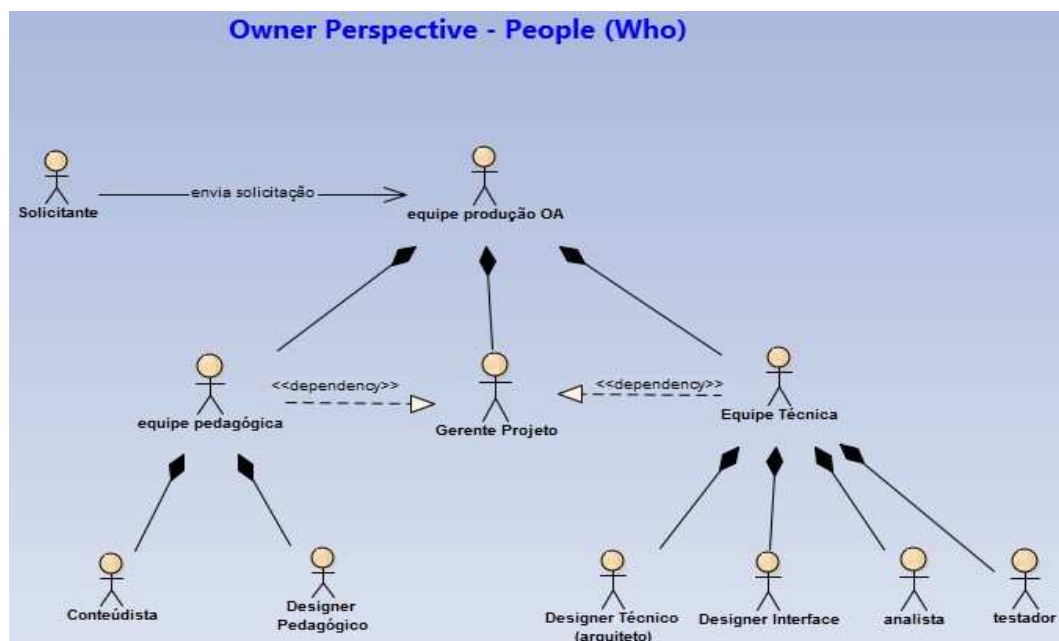 Owner Perspective - People (Who)
envia solicitação
Solicitante
equipe produção OA
<<dependency>>
<<dependency>>
equipe pedagógica
Gerente Projeto
Equipe Técnica
Conteúdista
Designer
Pedagógico
Designer Técnico
(arquiteto)
Designer Interface
analista
testador